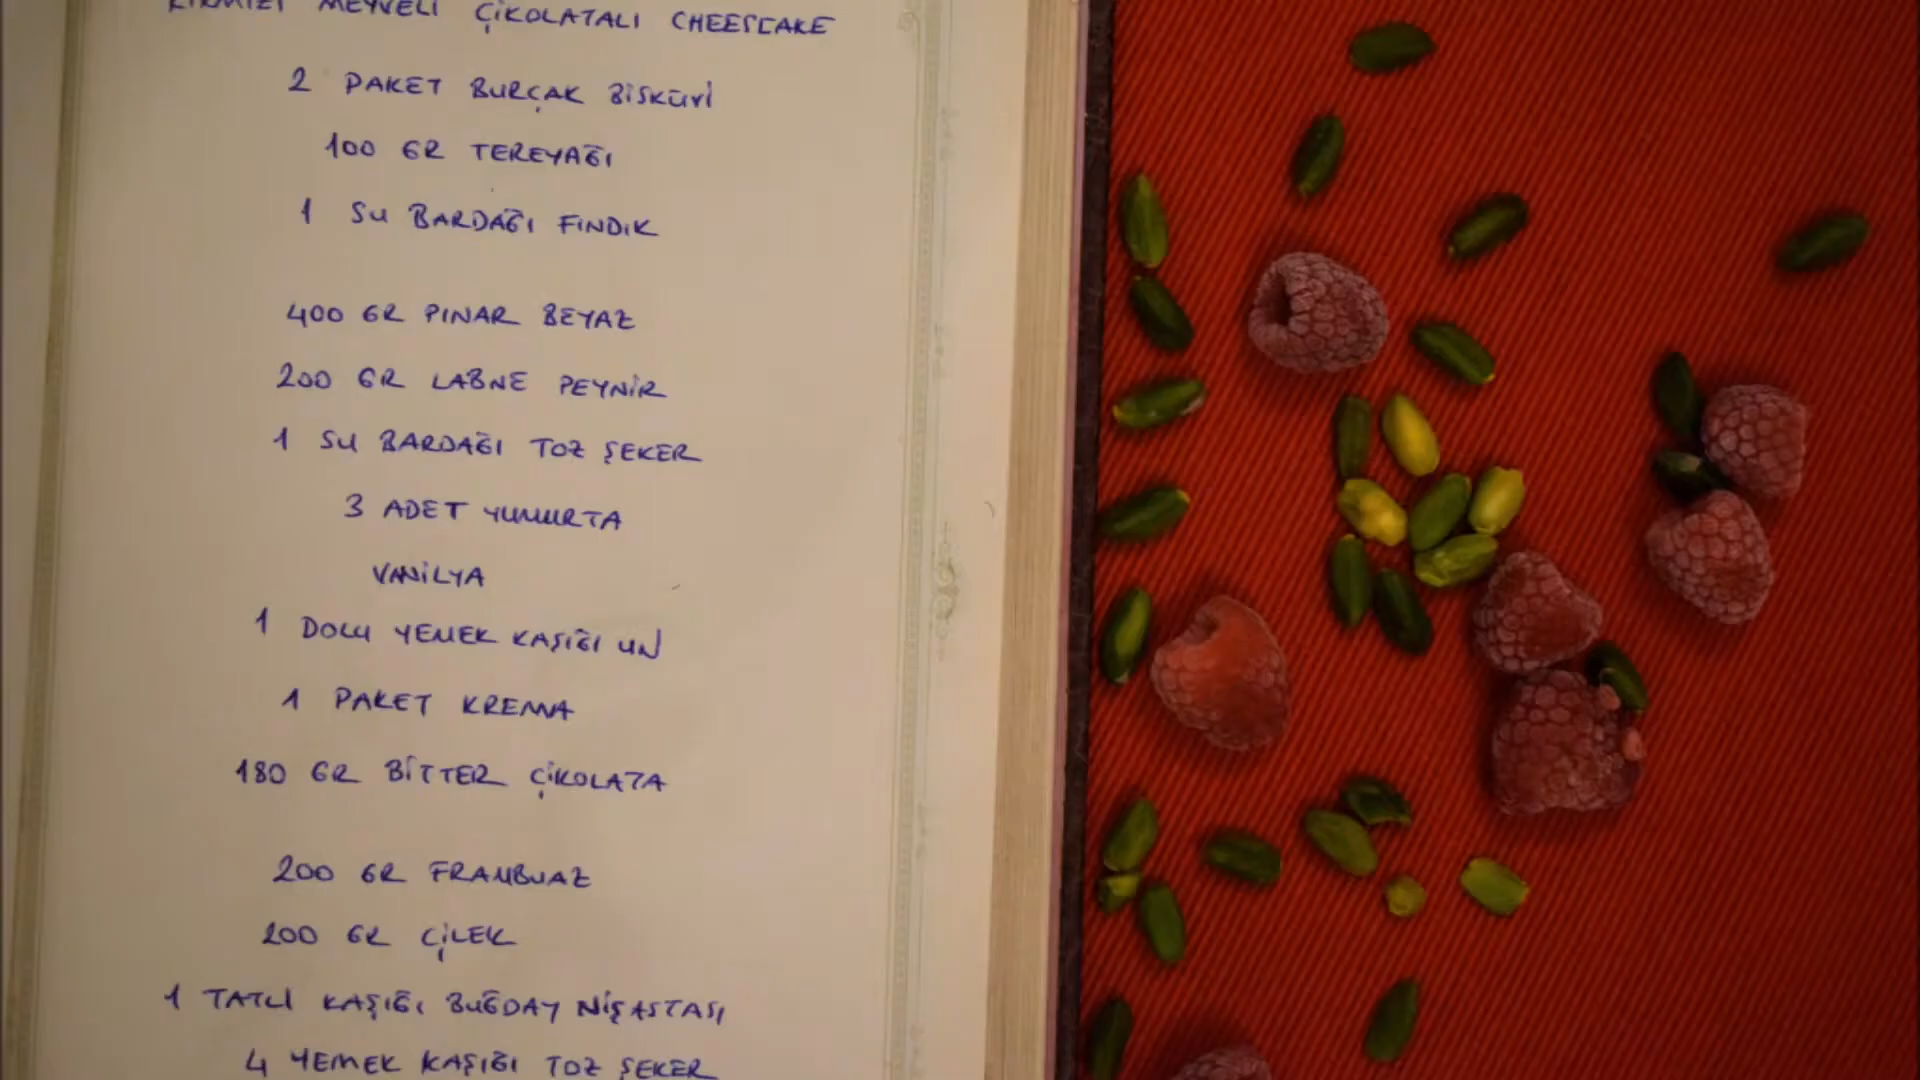 KIRMIZI MEYVELİ ÇİKOLATALI CHEESCAKE
2 PAKET BURÇAK BİSKÜVİ
100 GR TEREYAĞI
1 SU BARDAĞI FINDIK
400 GR PINAR BEYAZ
200 GR LABNE PEYNİR
1 SU BARDAĞI TOZ ŞEKER
3 ADET YUMURTA
VANİLYA
1 DOLU YEMEK KAŞIĞI UN
1 PAKET KREMA
180 GR BİTTER ÇİKOLATA
200 GR FRAMBUAZ
200 GR ÇİLEK
1 TATLI KAŞIĞI BUĞDAY NİŞASTASI
4 YEMEK KAŞIĞI TOZ ŞEKER